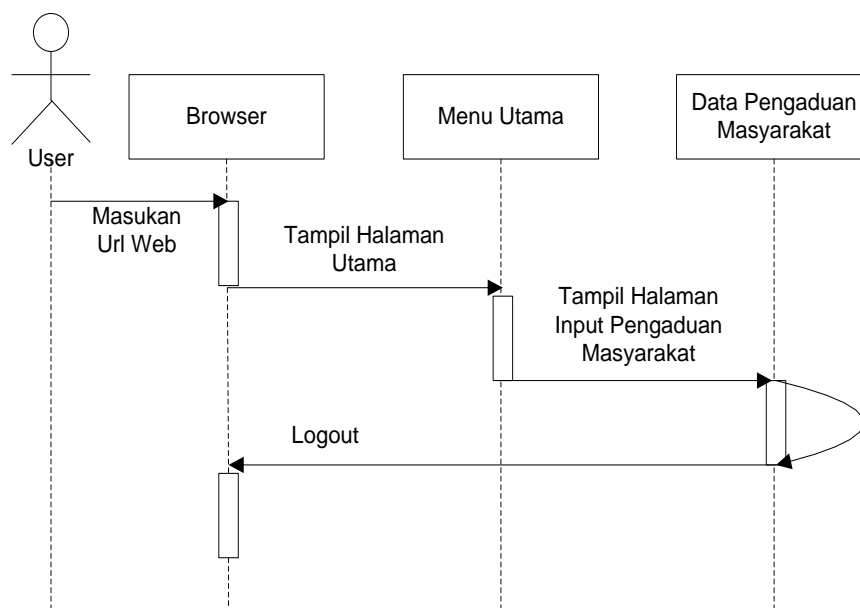 User
Browser
Menu Utama
Data Pengaduan
Masyarakat
Masukan
Url Web
Tampil Halaman
Utama
Tampil Halaman
Input Pengaduan
Masyarakat
Logout